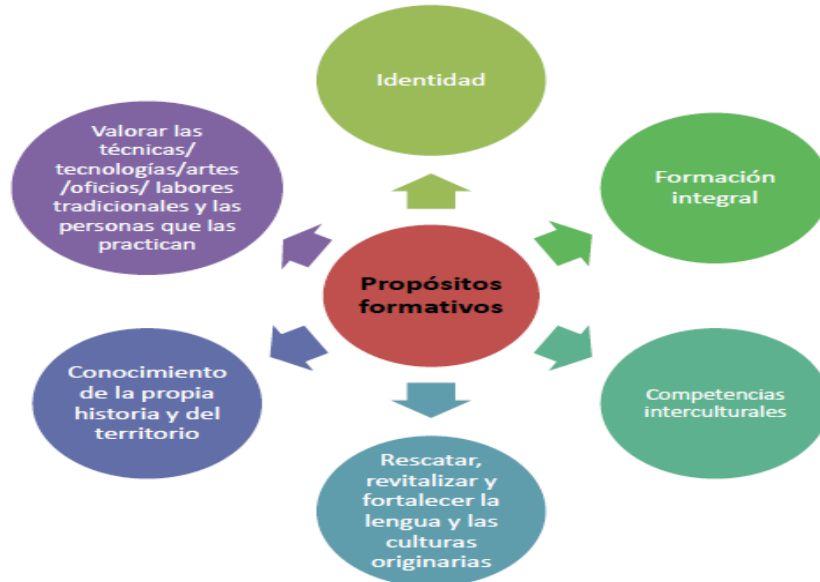 Identidad
Formación
integral
Competencias
interculturales
Rescatar,
revitalizar y
fortalecer la
lengua y las
culturas
originarias
Conocimiento
de la propia
historia y del
territorio
Valorar las
técnicas/
tecnologías/artes
/oficios/ labores
tradicionales y las
personas que las
practican
Propósitos
formativos